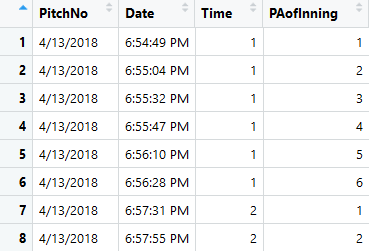 PitchNo Date Time PAofInning
1 4/13/2018 6:54:49 PM 1 1
2 4/13/2018 6:55:04 PM 1 2
3 4/13/2018 6:55:32 PM 1 3
4 4/13/2018 6:55:47 PM 1 4
5 4/13/2018 6:56:10 PM 1 5
6 4/13/2018 6:56:28 PM 1 6
7 4/13/2018 6:57:31 PM 2 1
8 4/13/2018 6:57:55 PM 2 2